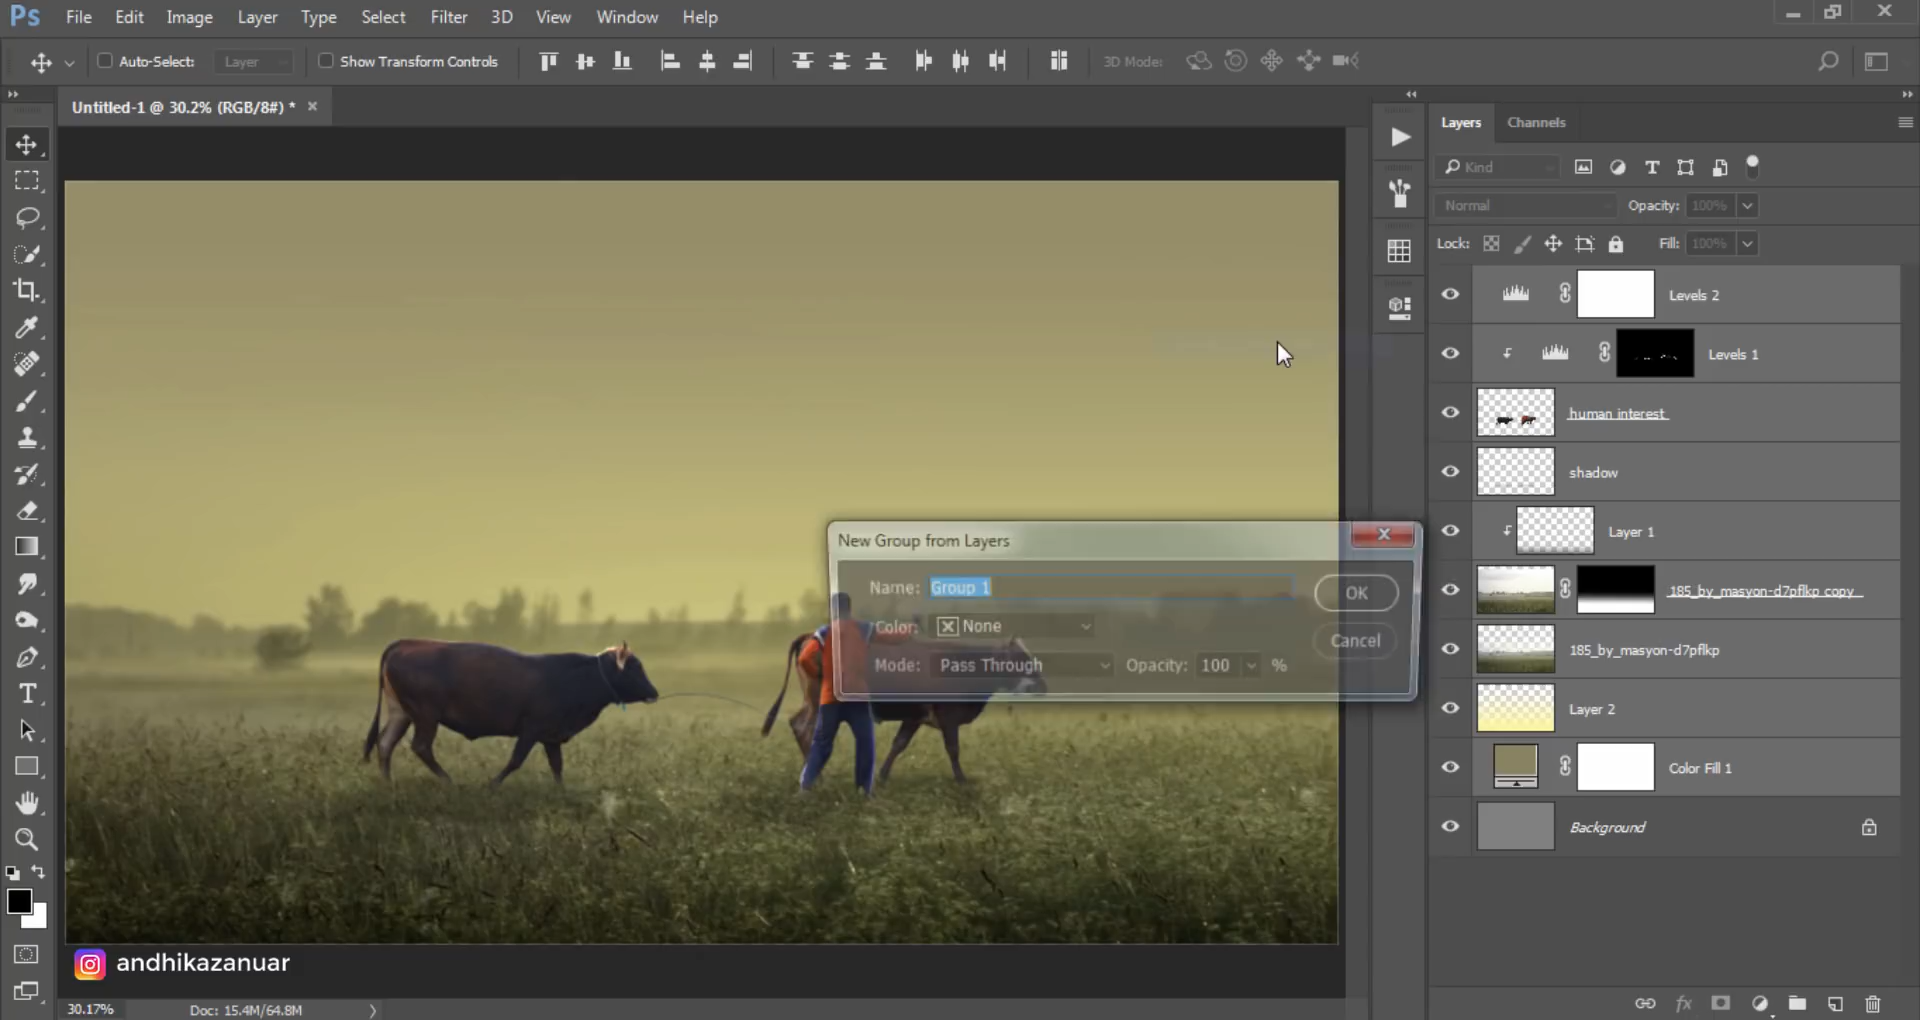 Ps File Edit Image Layer Type Select Filter 3D View Window Help
Auto-Select: Layer Show Transform Controls 3D Mode:
Untitled-1 @ 30.2% (RGB/8#) *
Layers Channels
Kind
Normal Opacity: 100%
Lock: Fill: 100%
Levels 2
Levels 1
human interest
shadow
Layer 1
185_by_masyon-d7pflkp copy
185_by_masyon-d7pflkp
Layer 2
Color Fill 1
Background
New Group from Layers
Name: Group 1 OK
Color: None Cancel
Mode: Pass Through Opacity: 100 %
andhikazanuar
30.17% Doc: 15.4M/64.8M
fx